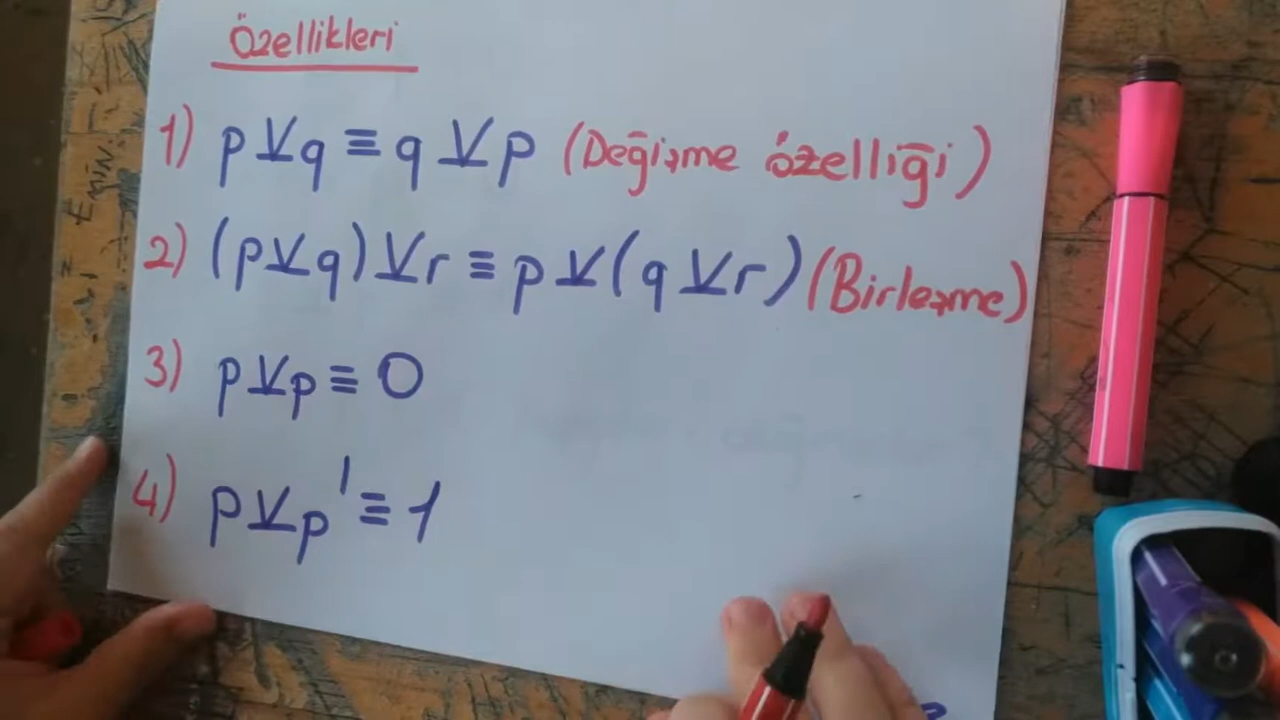 Özellikleri
1) p⊻q ≡ q⊻p (Değişme özelliği)
2) (p⊻q)⊻r ≡ p⊻(q⊻r) (Birleşme)
3) p⊻p ≡ 0
4) p⊻p' ≡ 1